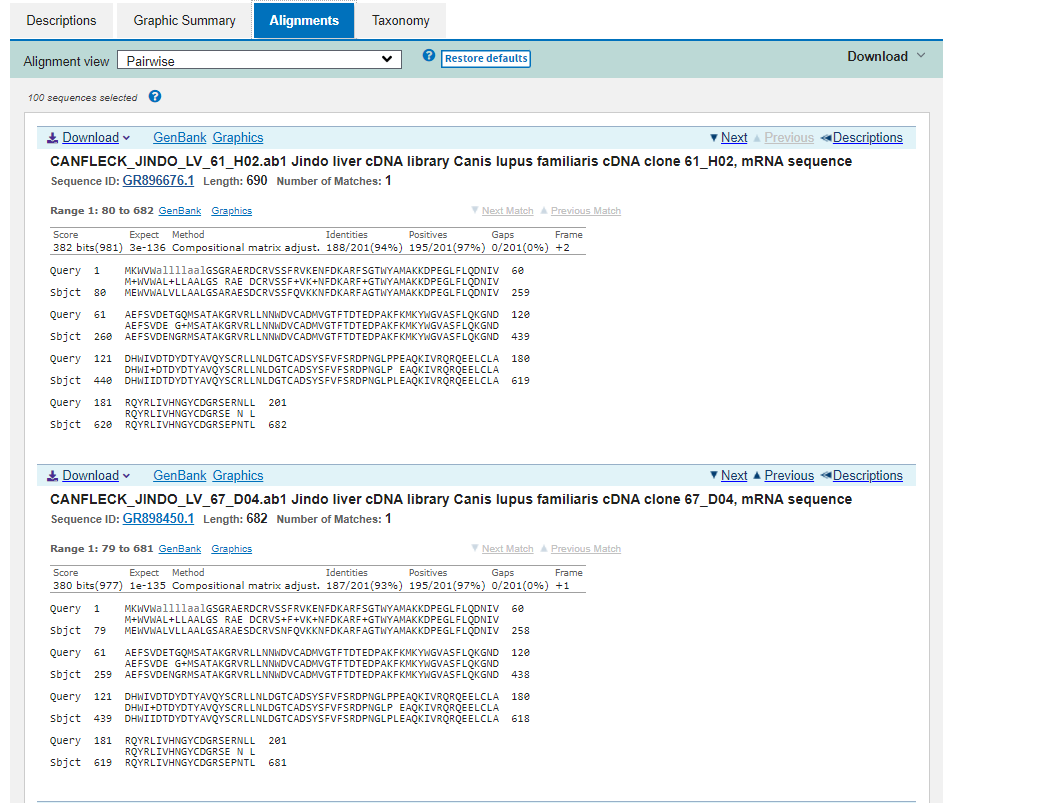 Descriptions Graphic Summary Alignments Taxonomy
Alignment view Pairwise ? Restore defaults Download
100 sequences selected ?
Download GenBank Graphics Next Previous Descriptions
CANFLECK_JINDO_LV_61_H02.ab1 Jindo liver cDNA library Canis lupus familiaris cDNA clone 61_H02, mRNA sequence
Sequence ID: GR896676.1 Length: 690 Number of Matches: 1
Range 1: 80 to 682 GenBank Graphics Next Match Previous Match
Score Expect Method Identities Positives Gaps Frame
382 bits(981) 3e-136 Compositional matrix adjust. 188/201(94%) 195/201(97%) 0/201(0%) +2
Query 1 MKWVWallllaalGSGRAERDCRVSSFRVKENFDKARFSGTWYAMAKKDPEGLFLQDNIV 60
M+WVWAL+LLAALGS RAE DCRVSSF+VK+NFDKARF+GTWYAMAKKDPEGLFLQDNIV
Sbjct 80 MEWVWALVLLAALGSARAESDCRVSSFQVKKNFDKARFAGTWYAMAKKDPEGLFLQDNIV 259
Query 61 AEFSVDETGQMSATAKGRVRLLNNWDVCADMVGTFTDTEDPAKFKMKYWGVASFLQKGND 120
AEFSVDE G+MSATAKGRVRLLNNWDVCADMVGTFTDTEDPAKFKMKYWGVASFLQKGND
Sbjct 260 AEFSVDENGRMSATAKGRVRLLNNWDVCADMVGTFTDTEDPAKFKMKYWGVASFLQKGND 439
Query 121 DHWIVDTDYDTYAVQYSCRLLNLDGTCADSYSFVFSRDPNGLPPEAQKIVRQRQEELCLA 180
DHWI+DTDYDTYAVQYSCRLLNLDGTCADSYSFVFSRDPNGLP EAQKIVRQRQEELCLA
Sbjct 440 DHWIIDTDYDTYAVQYSCRLLNLDGTCADSYSFVFSRDPNGLPLEAQKIVRQRQEELCLA 619
Query 181 RQYRLIVHNGYCDGRSERNLL 201
RQYRLIVHNGYCDGRSE N L
Sbjct 620 RQYRLIVHNGYCDGRSEPNTL 682
Download GenBank Graphics Next Previous Descriptions
CANFLECK_JINDO_LV_67_D04.ab1 Jindo liver cDNA library Canis lupus familiaris cDNA clone 67_D04, mRNA sequence
Sequence ID: GR898450.1 Length: 682 Number of Matches: 1
Range 1: 79 to 681 GenBank Graphics Next Match Previous Match
Score Expect Method Identities Positives Gaps Frame
380 bits(977) 1e-135 Compositional matrix adjust. 187/201(93%) 195/201(97%) 0/201(0%) +1
Query 1 MKWVWallllaalGSGRAERDCRVSSFRVKENFDKARFSGTWYAMAKKDPEGLFLQDNIV 60
M+WVWAL+LLAALGS RAE DCRVS+F+VK+NFDKARF+GTWYAMAKKDPEGLFLQDNIV
Sbjct 79 MEWVWALVLLAALGSARAESDCRVSNFQVKKNFDKARFAGTWYAMAKKDPEGLFLQDNIV 258
Query 61 AEFSVDETGQMSATAKGRVRLLNNWDVCADMVGTFTDTEDPAKFKMKYWGVASFLQKGND 120
AEFSVDE G+MSATAKGRVRLLNNWDVCADMVGTFTDTEDPAKFKMKYWGVASFLQKGND
Sbjct 259 AEFSVDENGRMSATAKGRVRLLNNWDVCADMVGTFTDTEDPAKFKMKYWGVASFLQKGND 438
Query 121 DHWIVDTDYDTYAVQYSCRLLNLDGTCADSYSFVFSRDPNGLPPEAQKIVRQRQEELCLA 180
DHWI+DTDYDTYAVQYSCRLLNLDGTCADSYSFVFSRDPNGLP EAQKIVRQRQEELCLA
Sbjct 439 DHWIIDTDYDTYAVQYSCRLLNLDGTCADSYSFVFSRDPNGLPLEAQKIVRQRQEELCLA 618
Query 181 RQYRLIVHNGYCDGRSERNLL 201
RQYRLIVHNGYCDGRSE N L
Sbjct 619 RQYRLIVHNGYCDGRSEPNTL 681